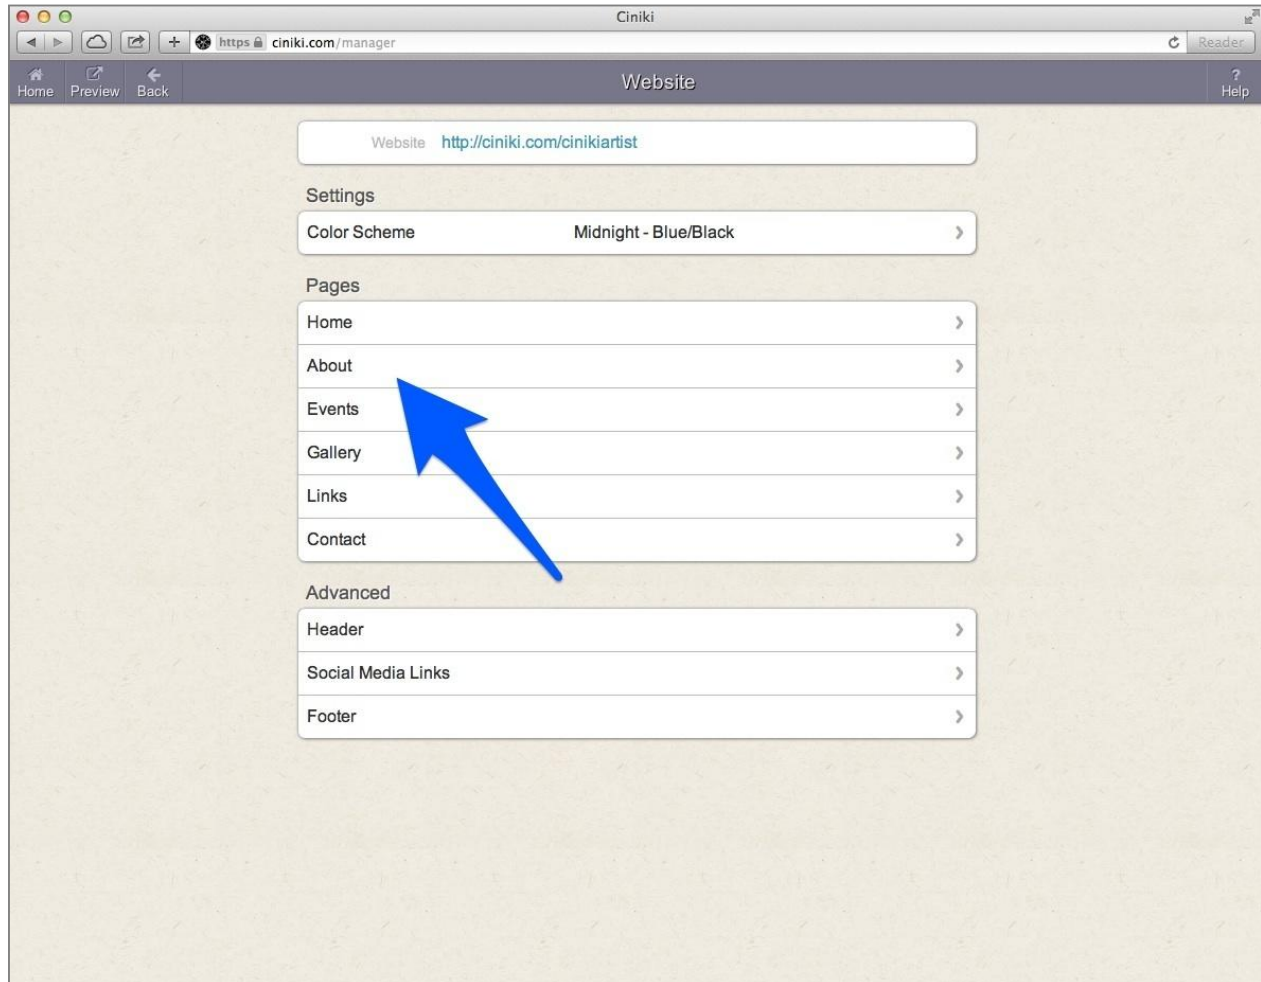 Ciniki
https ciniki.com/manager Reader
Home Preview Back Website ? Help
Website http://ciniki.com/cinikiartist
Settings
Color Scheme Midnight - Blue/Black
Pages
Home
About
Events
Gallery
Links
Contact
Advanced
Header
Social Media Links
Footer